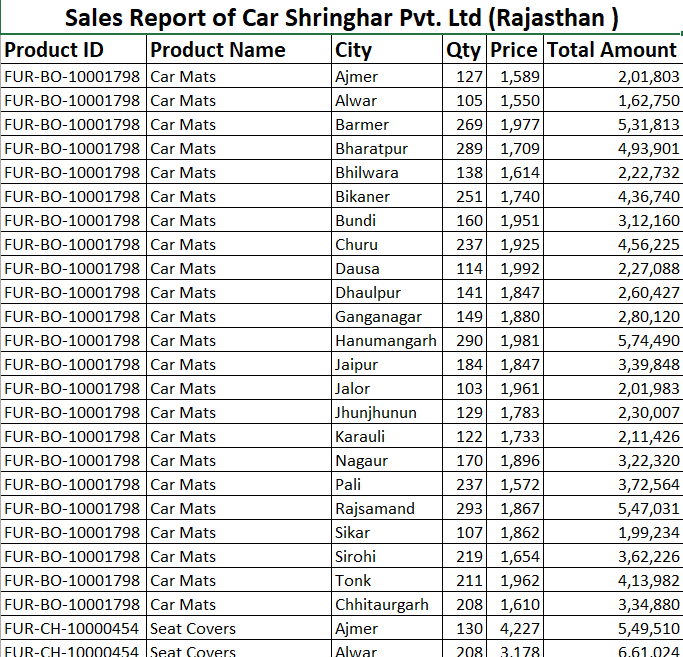 Sales Report of Car Shringhar Pvt. Ltd (Rajasthan )
Product ID Product Name City Qty Price Total Amount
FUR-BO-10001798 Car Mats Ajmer 127 1,589 2,01,803
FUR-BO-10001798 Car Mats Alwar 105 1,550 1,62,750
FUR-BO-10001798 Car Mats Barmer 269 1,977 5,31,813
FUR-BO-10001798 Car Mats Bharatpur 289 1,709 4,93,901
FUR-BO-10001798 Car Mats Bhilwara 138 1,614 2,22,732
FUR-BO-10001798 Car Mats Bikaner 251 1,740 4,36,740
FUR-BO-10001798 Car Mats Bundi 160 1,951 3,12,160
FUR-BO-10001798 Car Mats Churu 237 1,925 4,56,225
FUR-BO-10001798 Car Mats Dausa 114 1,992 2,27,088
FUR-BO-10001798 Car Mats Dhaulpur 141 1,847 2,60,427
FUR-BO-10001798 Car Mats Ganganagar 149 1,880 2,80,120
FUR-BO-10001798 Car Mats Hanumangarh 290 1,981 5,74,490
FUR-BO-10001798 Car Mats Jaipur 184 1,847 3,39,848
FUR-BO-10001798 Car Mats Jalor 103 1,961 2,01,983
FUR-BO-10001798 Car Mats Jhunjhunun 129 1,783 2,30,007
FUR-BO-10001798 Car Mats Karauli 122 1,733 2,11,426
FUR-BO-10001798 Car Mats Nagaur 170 1,896 3,22,320
FUR-BO-10001798 Car Mats Pali 237 1,572 3,72,564
FUR-BO-10001798 Car Mats Rajsamand 293 1,867 5,47,031
FUR-BO-10001798 Car Mats Sikar 107 1,862 1,99,234
FUR-BO-10001798 Car Mats Sirohi 219 1,654 3,62,226
FUR-BO-10001798 Car Mats Tonk 211 1,962 4,13,982
FUR-BO-10001798 Car Mats Chhitaurgarh 208 1,610 3,34,880
FUR-CH-10000454 Seat Covers Ajmer 130 4,227 5,49,510
FUR-CH-10000454 Seat Covers Alwar 208 3,178 6,61,024